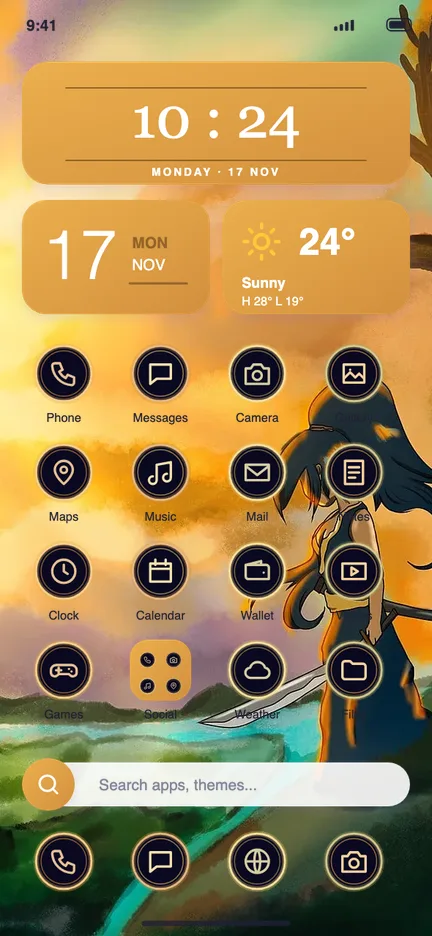 9:41
10 : 24
MONDAY · 17 NOV
17
MON
NOV
24°
Sunny
H 28° L 19°
Phone Messages Camera
Maps Music Mail
Clock Calendar Wallet
Games Social Weather
Search apps, themes...